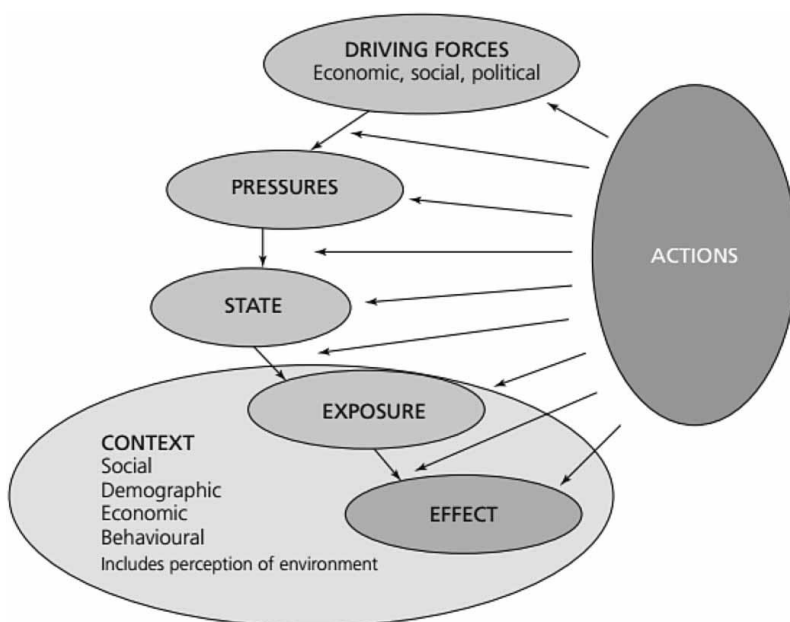 DRIVING FORCES
Economic, social, political
PRESSURES
ACTIONS
STATE
EXPOSURE
CONTEXT
Social
Demographic
Economic
Behavioural
Includes perception of environment
EFFECT